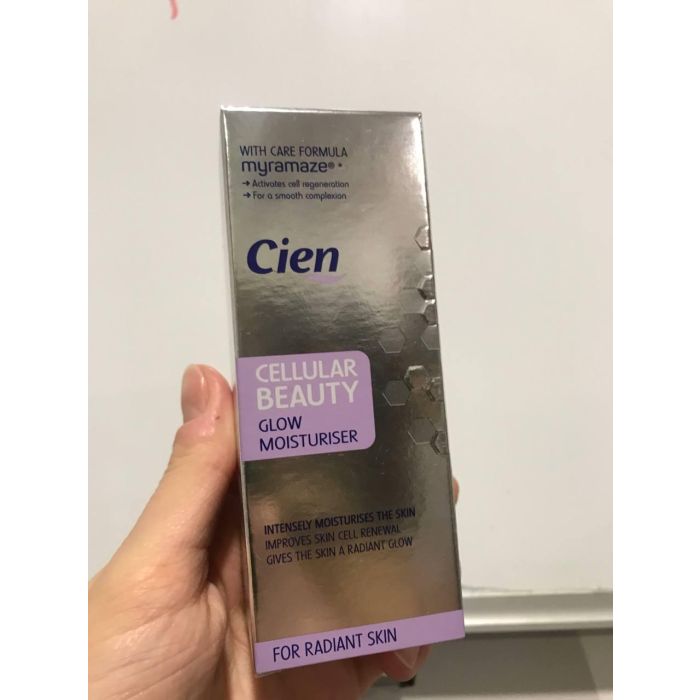 WITH CARE FORMULA
myramaze®*
→ Activates cell regeneration
→ For a smooth complexion
Cien
CELLULAR
BEAUTY
GLOW
MOISTURISER
INTENSELY MOISTURISES THE SKIN
IMPROVES SKIN CELL RENEWAL
GIVES THE SKIN A RADIANT GLOW
FOR RADIANT SKIN